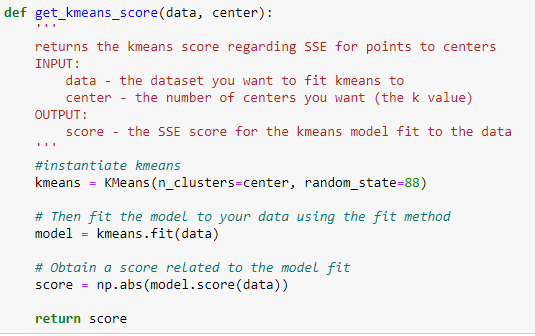 def get_kmeans_score(data, center):
    '''
    returns the kmeans score regarding SSE for points to centers
    INPUT:
        data - the dataset you want to fit kmeans to
        center - the number of centers you want (the k value)
    OUTPUT:
        score - the SSE score for the kmeans model fit to the data
    '''
    #instantiate kmeans
    kmeans = KMeans(n_clusters=center, random_state=88)

    # Then fit the model to your data using the fit method
    model = kmeans.fit(data)

    # Obtain a score related to the model fit
    score = np.abs(model.score(data))

    return score